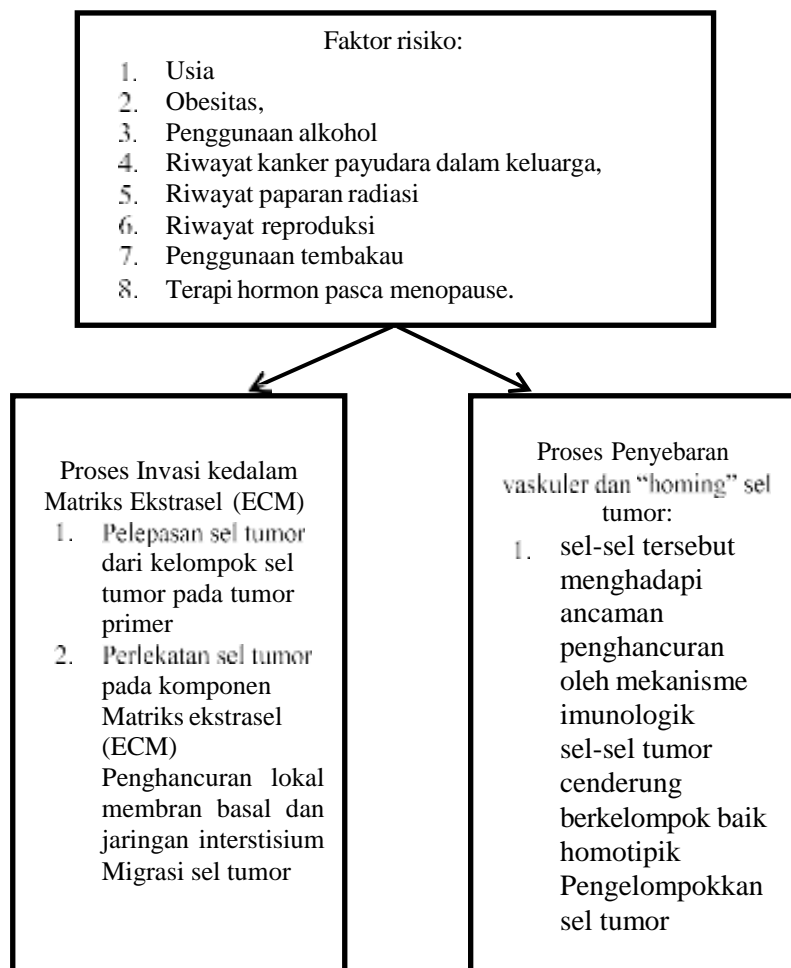 Faktor risiko:
1. Usia
2. Obesitas,
3. Penggunaan alkohol
4. Riwayat kanker payudara dalam keluarga,
5. Riwayat paparan radiasi
6. Riwayat reproduksi
7. Penggunaan tembakau
8. Terapi hormon pasca menopause.
Proses Invasi kedalam
Matriks Ekstrasel (ECM)
1. Pelepasan sel tumor
dari kelompok sel
tumor pada tumor
primer
2. Perlekatan sel tumor
pada komponen
Matriks ekstrasel
(ECM)
Penghancuran lokal
membran basal dan
jaringan interstisium
Migrasi sel tumor
Proses Penyebaran
vaskuler dan “homing” sel
tumor:
1. sel-sel tersebut
menghadapi
ancaman
penghancuran
oleh mekanisme
imunologik
sel-sel tumor
cenderung
berkelompok baik
homotipik
Pengelompokkan
sel tumor